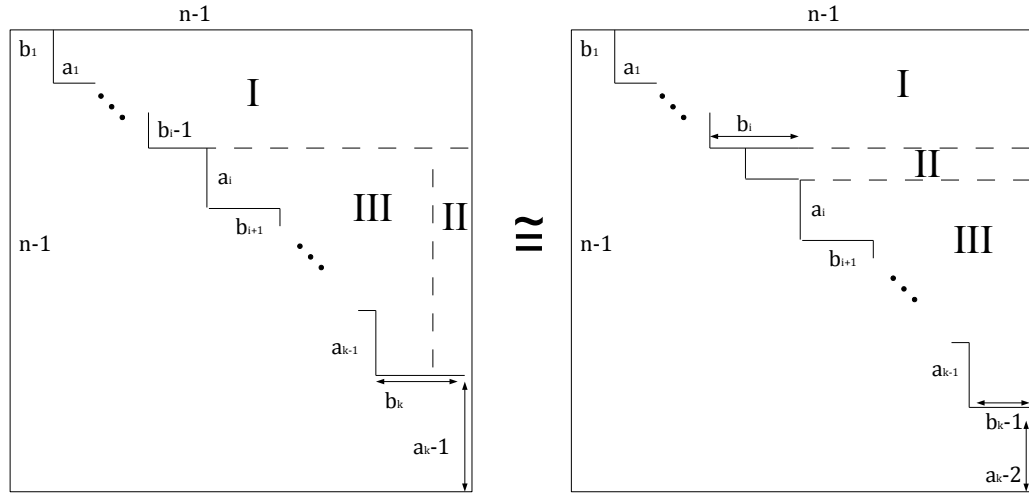 n-1
b₁
a₁
I
bᵢ-1
aᵢ
III
II
n-1
bᵢ₊₁
aₖ₋₁
bₖ
aₖ-1
≅
n-1
b₁
a₁
I
bᵢ
II
aᵢ
n-1
III
bᵢ₊₁
aₖ₋₁
bₖ-1
aₖ-2